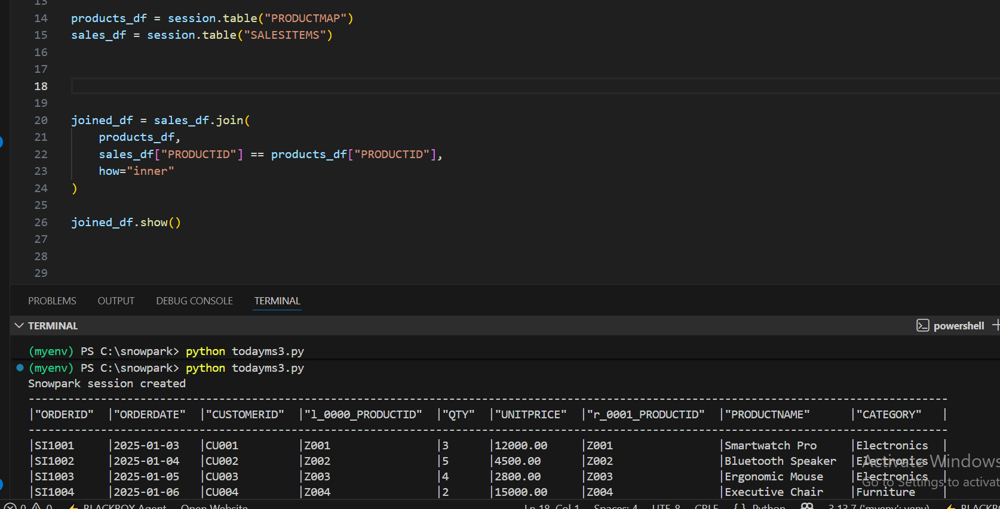 13
14 products_df = session.table("PRODUCTMAP")
15 sales_df = session.table("SALESITEMS")
16
17
18
19
20 joined_df = sales_df.join(
21 products_df,
22 sales_df["PRODUCTID"] == products_df["PRODUCTID"],
23 how="inner"
24 )
25
26 joined_df.show()
27
28
29
PROBLEMS OUTPUT DEBUG CONSOLE TERMINAL
TERMINAL powershell
(myenv) PS C:\snowpark> python todayms3.py
(myenv) PS C:\snowpark> python todayms3.py
Snowpark session created
|"ORDERID" |"ORDERDATE" |"CUSTOMERID" |"l_0000_PRODUCTID" |"QTY" |"UNITPRICE" |"r_0001_PRODUCTID" |"PRODUCTNAME" |"CATEGORY" |
|SI1001 |2025-01-03 |CU001 |Z001 |3 |12000.00 |Z001 |Smartwatch Pro |Electronics |
|SI1002 |2025-01-04 |CU002 |Z002 |5 |4500.00 |Z002 |Bluetooth Speaker |Electronics |
|SI1003 |2025-01-05 |CU003 |Z003 |4 |2800.00 |Z003 |Ergonomic Mouse |Electronics |
|SI1004 |2025-01-06 |CU004 |Z004 |2 |15000.00 |Z004 |Executive Chair |Furniture |
Activate Windows
Go to Settings to activat
0 0 BLACKBOX Agent Open Website Ln 18, Col 1 Spaces: 4 UTF-8 CRLF { } Python 3.13.7 ('myenv': venv)